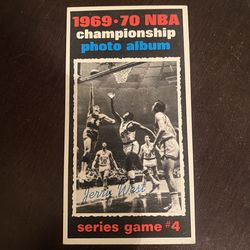 1969-70 NBA
championship
photo album
Jerry West
series game #4